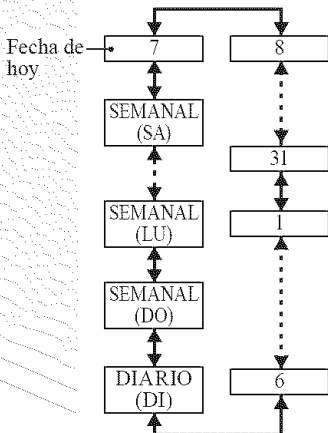 Fecha de
hoy
7
SEMANAL
(SA)
SEMANAL
(LU)
SEMANAL
(DO)
DIARIO
(DI)
8
31
1
6